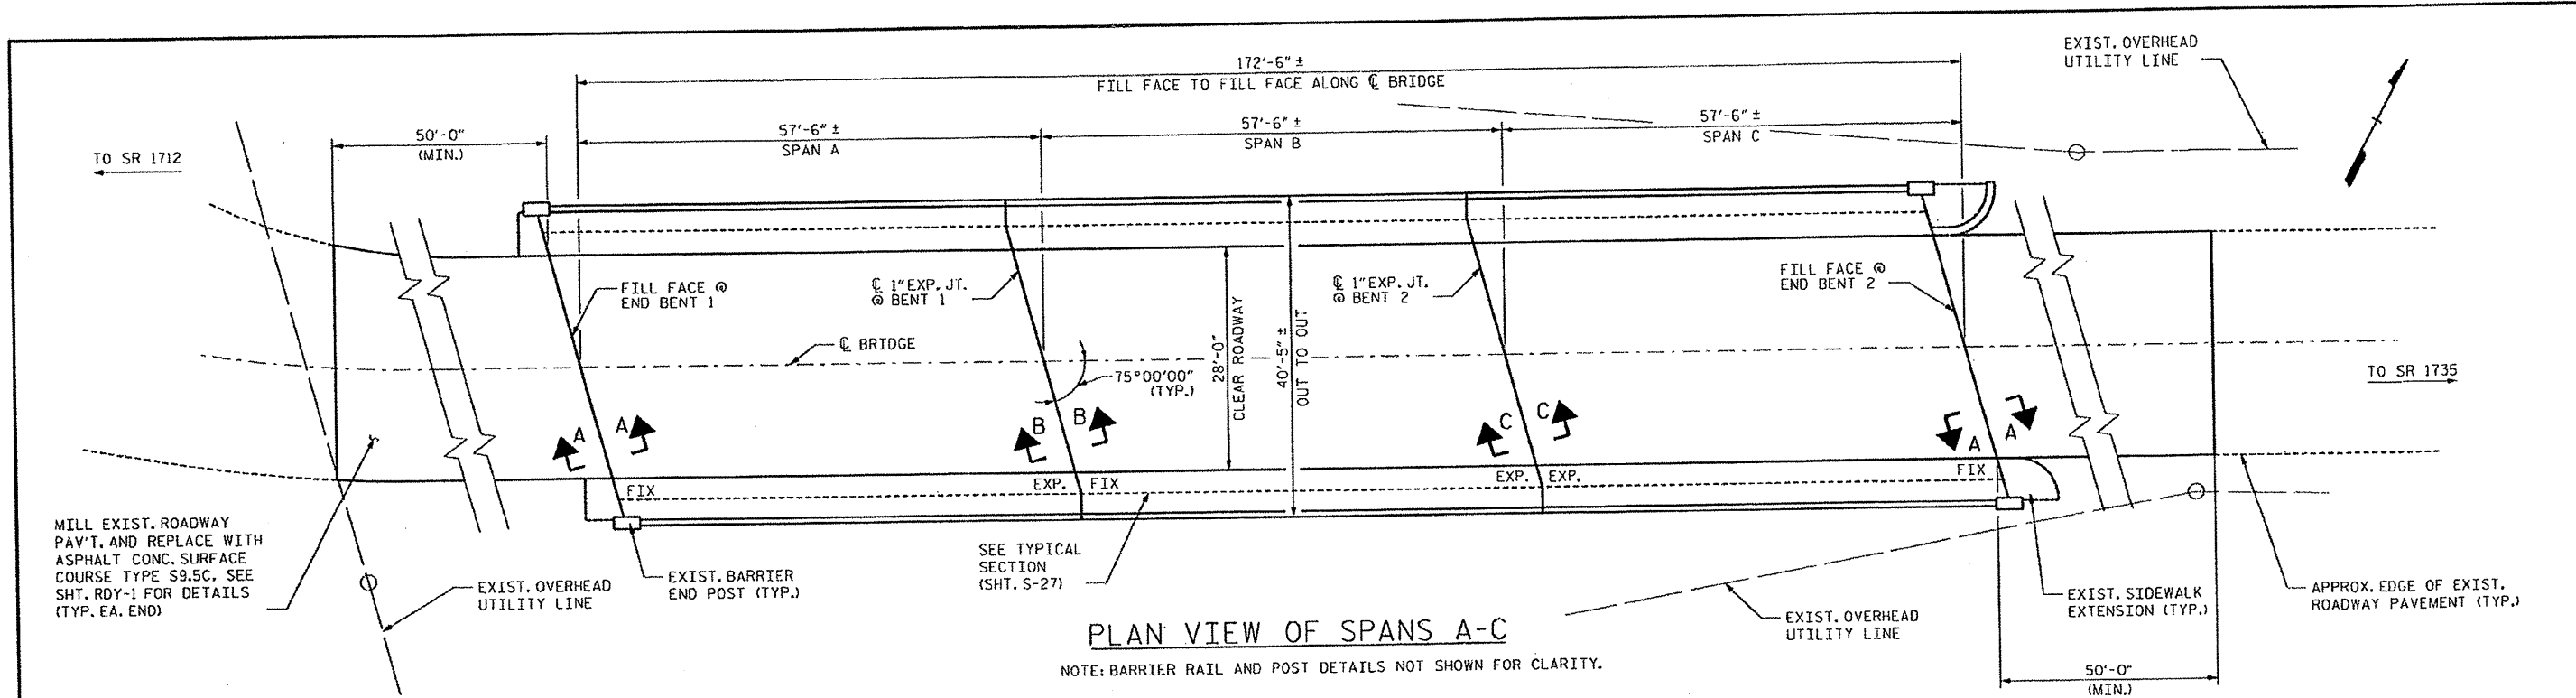 172'-6" ±
FILL FACE TO FILL FACE ALONG ℄ BRIDGE
EXIST. OVERHEAD
UTILITY LINE
50'-0"
(MIN.)
57'-6" ±
SPAN A
57'-6" ±
SPAN B
57'-6" ±
SPAN C
TO SR 1712
FILL FACE @
END BENT 1
℄ 1" EXP. JT.
@ BENT 1
℄ 1" EXP. JT.
@ BENT 2
FILL FACE @
END BENT 2
℄ BRIDGE
75°00'00"
(TYP.)
28'-0"
CLEAR ROADWAY
40'-5" ±
OUT TO OUT
TO SR 1735
A A
B B
C C
A A
FIX
EXP. FIX
EXP. EXP.
FIX
MILL EXIST. ROADWAY
PAV'T. AND REPLACE WITH
ASPHALT CONC. SURFACE
COURSE TYPE S9.5C. SEE
SHT. RDY-1 FOR DETAILS
(TYP. EA. END)
EXIST. OVERHEAD
UTILITY LINE
EXIST. BARRIER
END POST (TYP.)
SEE TYPICAL
SECTION
(SHT. S-27)
EXIST. OVERHEAD
UTILITY LINE
EXIST. SIDEWALK
EXTENSION (TYP.)
APPROX. EDGE OF EXIST.
ROADWAY PAVEMENT (TYP.)
50'-0"
(MIN.)
PLAN VIEW OF SPANS A-C
NOTE: BARRIER RAIL AND POST DETAILS NOT SHOWN FOR CLARITY.